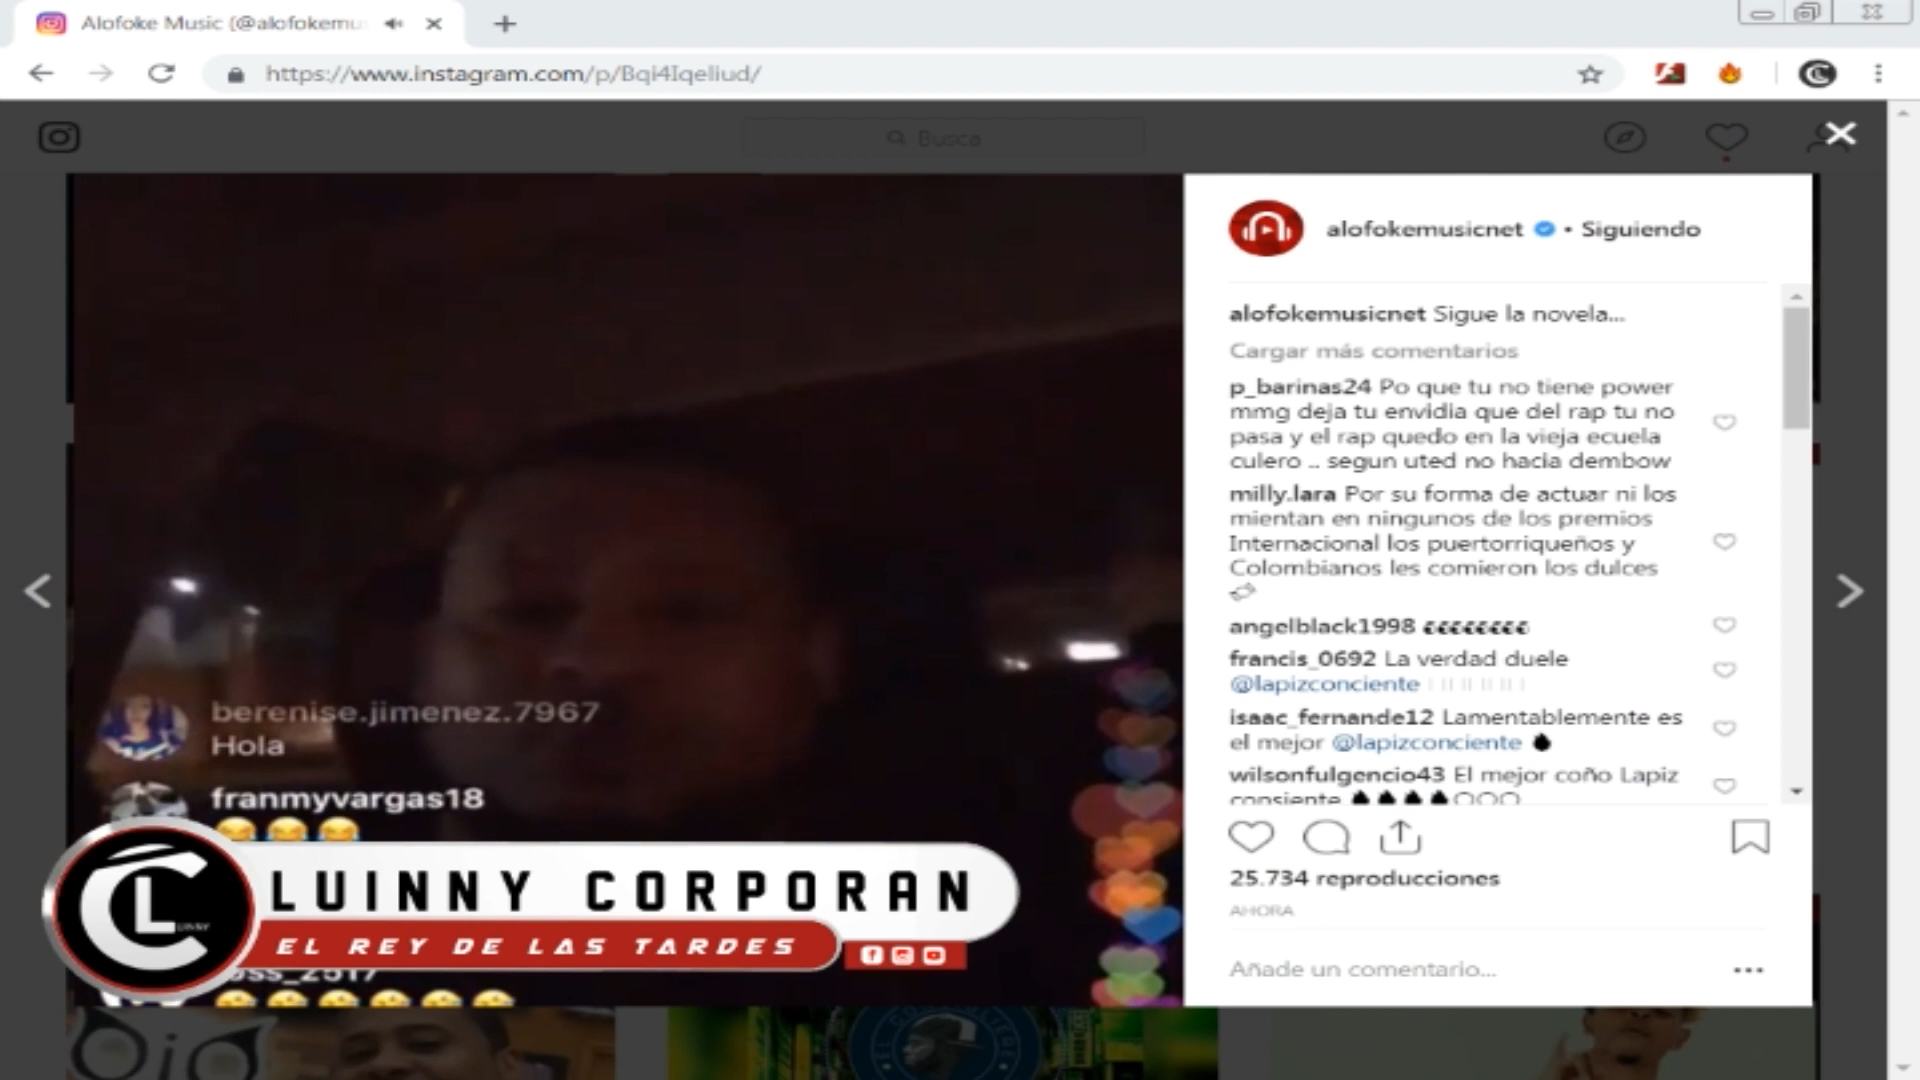 Alofoke Music (@alofokemu
https://www.instagram.com/p/Bqi4Iqeliud/
Busca
alofokemusicnet • Siguiendo
alofokemusicnet Sigue la novela...
Cargar más comentarios
p_barinas24 Po que tu no tiene power
mmg deja tu envidia que del rap tu no
pasa y el rap quedo en la vieja ecuela
culero .. segun uted no hacia dembow
milly.lara Por su forma de actuar ni los
mientan en ningunos de los premios
Internacional los puertorriqueños y
Colombianos les comieron los dulces
🍬
angelblack1998
francis_0692 La verdad duele
@lapizconciente
isaac_fernande12 Lamentablemente es
el mejor @lapizconciente
wilsonfulgencio43 El mejor coño Lapiz
consiente
25.734 reproducciones
AHORA
Añade un comentario...
berenise.jimenez.7967
Hola
franmyvargas18
😂😂😂
LUINNY CORPORAN
EL REY DE LAS TARDES